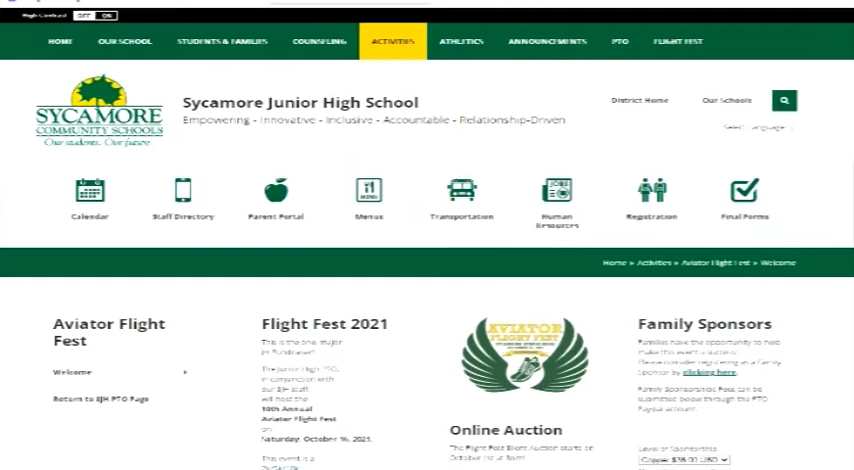 High Contrast OFF ON
HOME OUR SCHOOL STUDENTS & FAMILIES COUNSELING ACTIVITIES ATHLETICS ANNOUNCEMENTS PTO FLIGHT FEST
SYCAMORE
COMMUNITY SCHOOLS
Our students. Our future
Sycamore Junior High School
Empowering - Innovative - Inclusive - Accountable - Relationship-Driven
District Home Our Schools
Select Language
Calendar Staff Directory Parent Portal Menus Transportation Human Resources Registration Final Forms
Home » Activities » Aviator Flight Fest » Welcome
Aviator Flight
Fest
Welcome
Return to SJH PTO Page
Flight Fest 2021
This is the one, major
JH Fundraiser!
The Junior High PTO,
in conjunction with
our SJH staff
will host the
10th Annual
Aviator Flight Fest
on
Saturday, October 16, 2021.
This event is a
AVIATOR
FLIGHT FEST
Online Auction
The Flight Fest Silent Auction starts on
October 1st at 8am!
Family Sponsors
Families have the opportunity to help
make this event a success.
Please consider registering as a Family
Sponsor by clicking here.
Family Sponsorships Fees can be
submitted below through the PTO
Paypal account.
Level of Sponsorship
Copper $35.00 USD